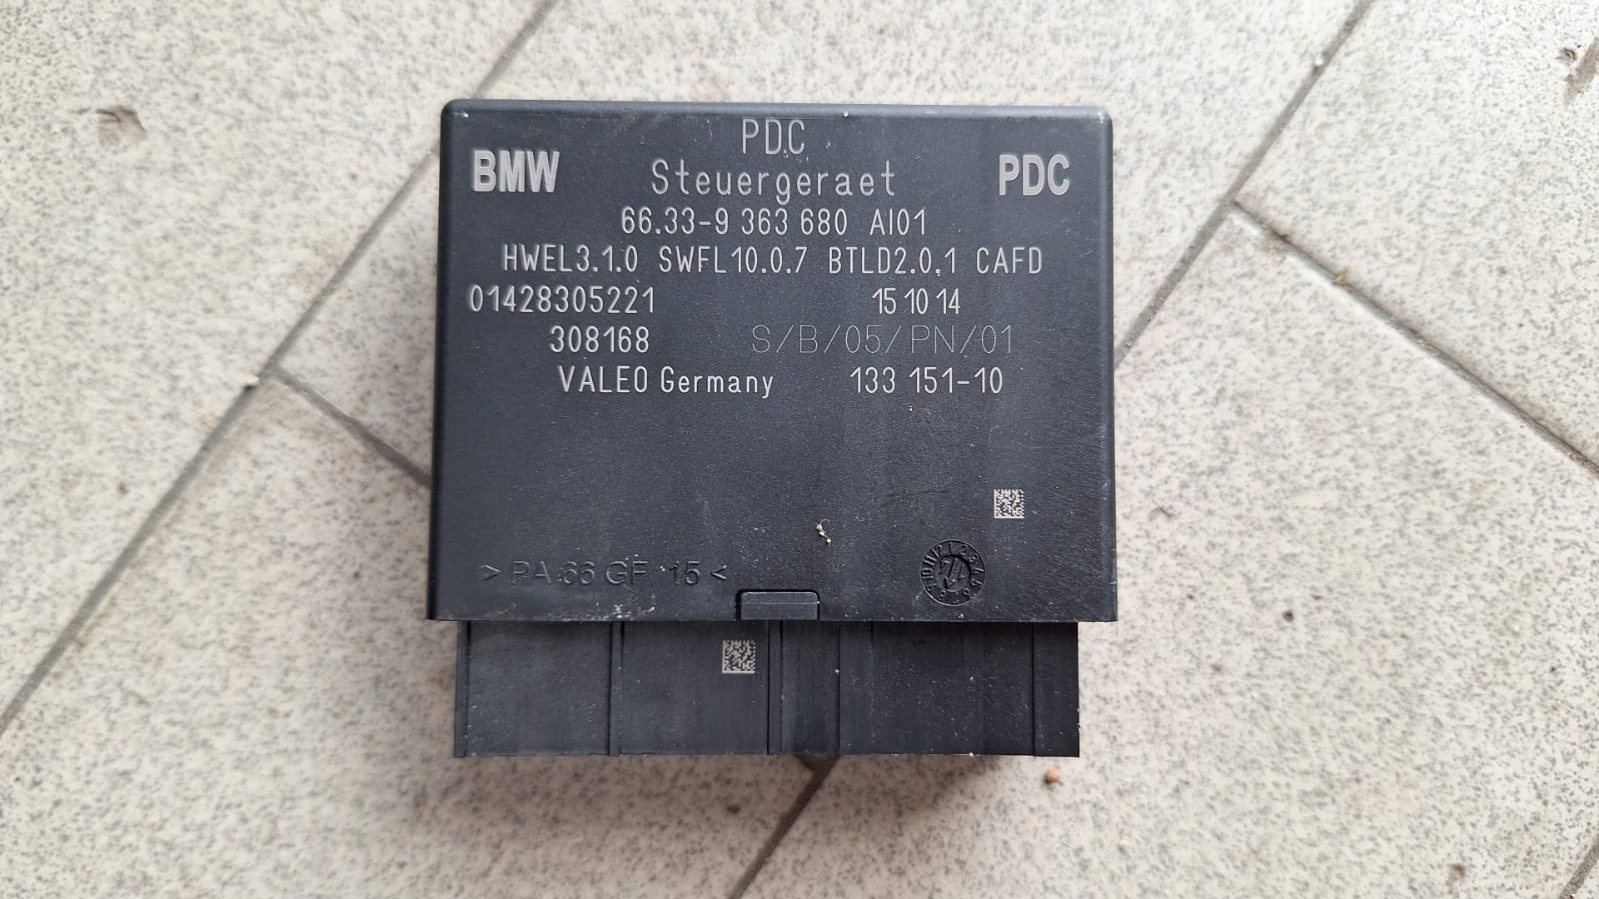 PDC
BMW Steuergeraet PDC
66.33-9 363 680 AI01
HWEL3.1.0 SWFL10.0.7 BTLD2.0.1 CAFD
01428305221 15 10 14
308168 S/B/05/PN/01
VALEO Germany 133 151-10
>PA 66 GF 15<